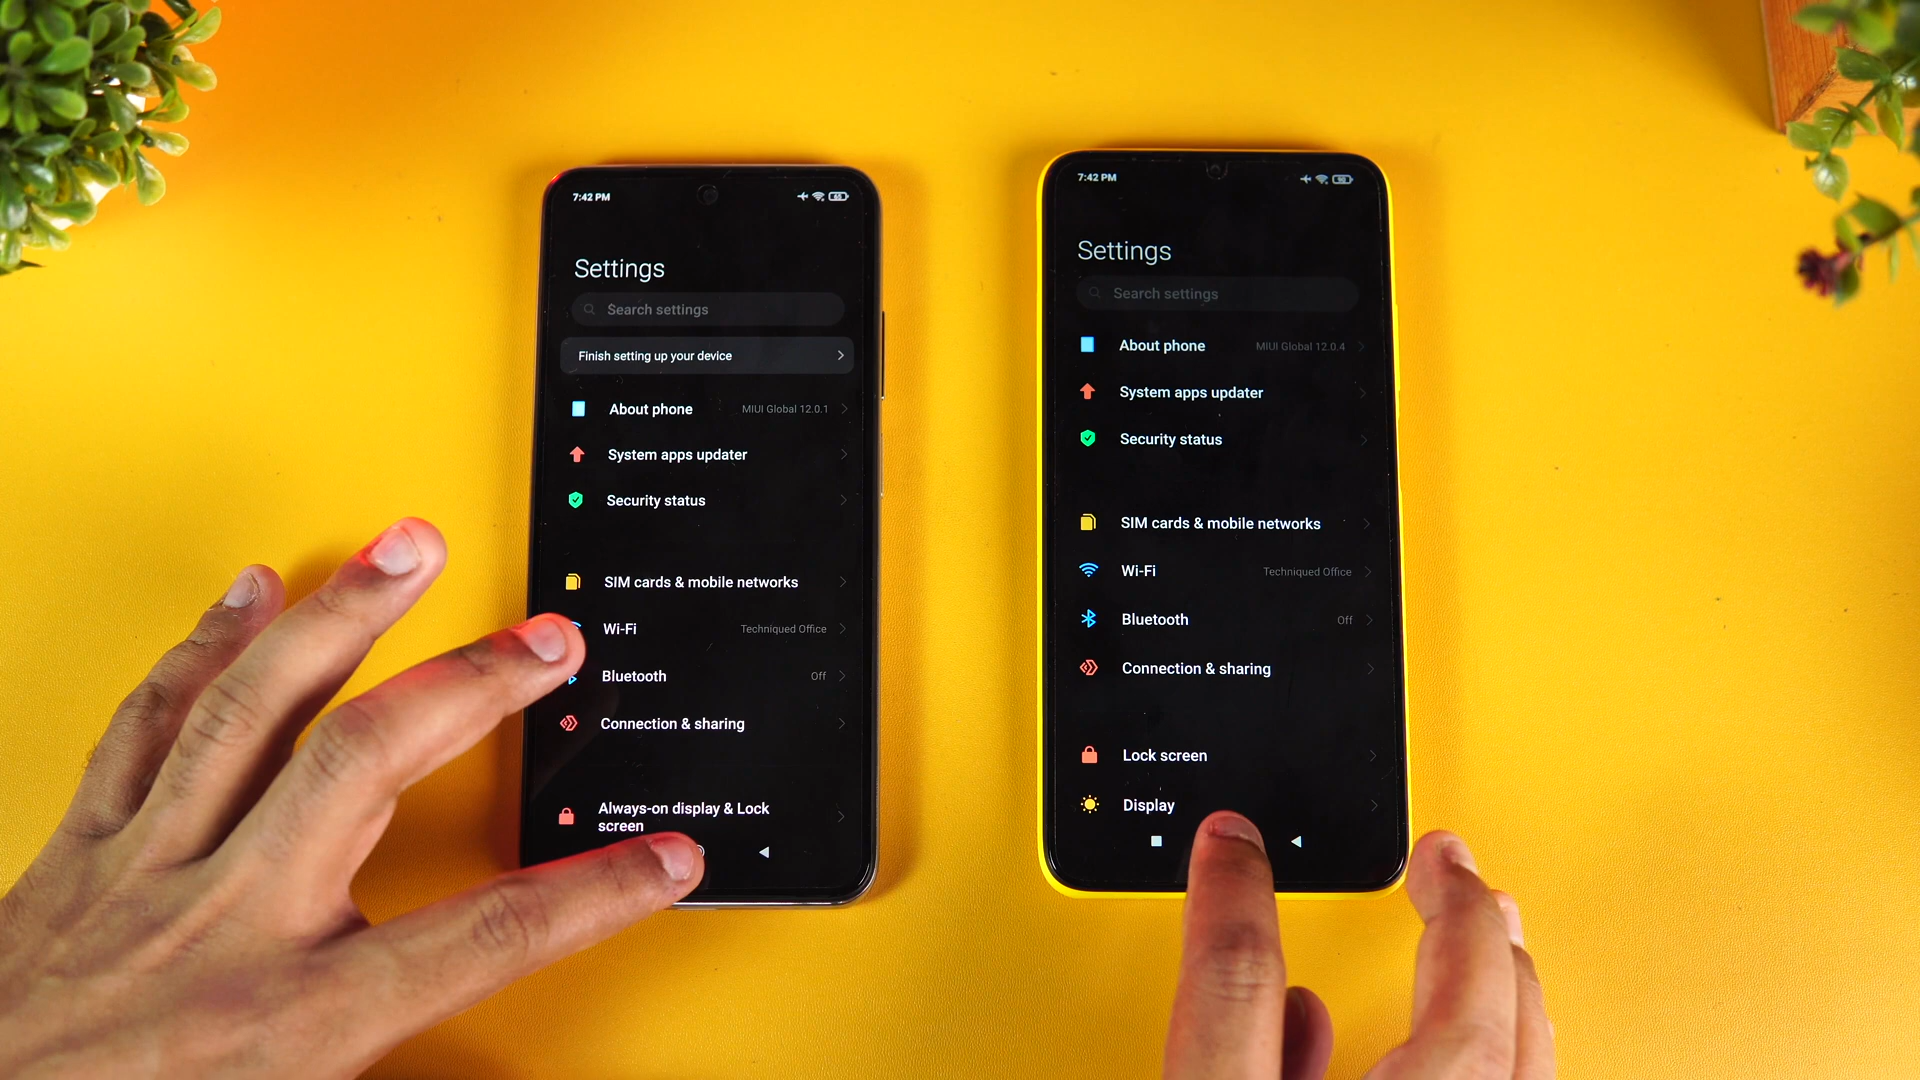 7:42 PM
Settings
Search settings
Finish setting up your device
About phone
MIUI Global 12.0.1
System apps updater
Security status
SIM cards & mobile networks
Wi-Fi
Techniqued Office
Bluetooth
Off
Connection & sharing
Always-on display & Lock
screen
7:42 PM
Settings
Search settings
About phone
MIUI Global 12.0.4
System apps updater
Security status
SIM cards & mobile networks
Wi-Fi
Techniqued Office
Bluetooth
Off
Connection & sharing
Lock screen
Display